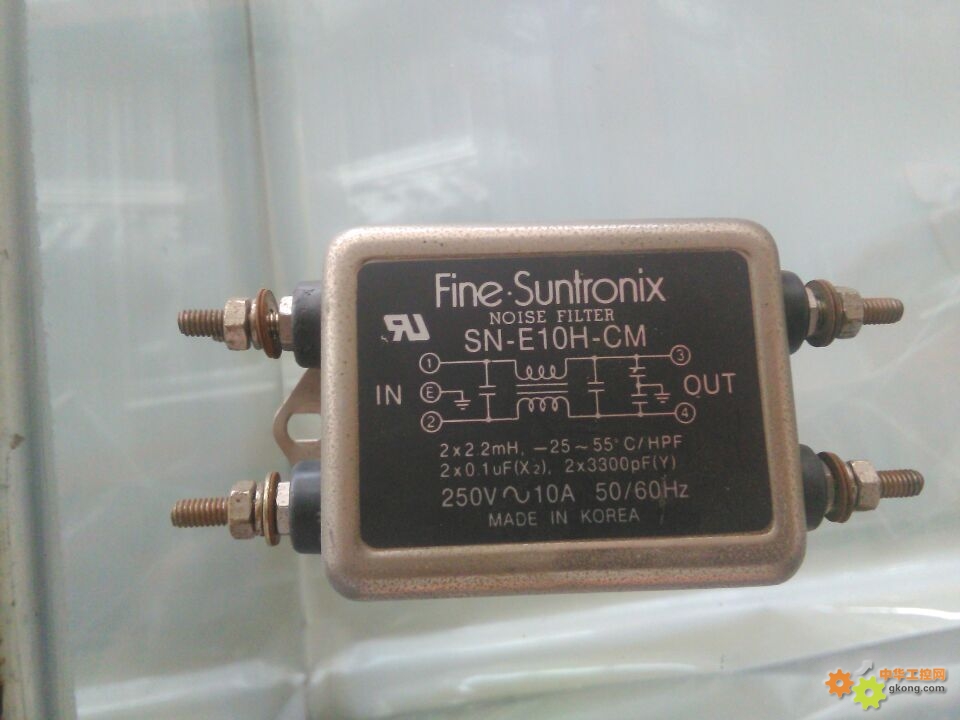 Fine·Suntronix
NOISE FILTER
SN-E10H-CM
1
3
IN
E
OUT
2
4
2x2.2mH, -25~55°C/HPF
2x0.1uF(X2), 2x3300pF(Y)
250V~10A 50/60Hz
MADE IN KOREA
中华工控网
gkong.com